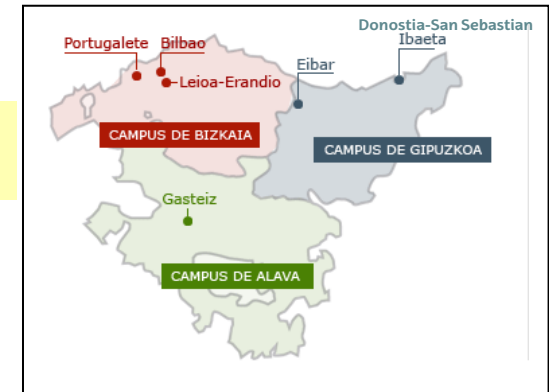 Donostia-San Sebastian
Ibaeta
Portugalete
Bilbao
Eibar
Leioa-Erandio
CAMPUS DE BIZKAIA
CAMPUS DE GIPUZKOA
Gasteiz
CAMPUS DE ALAVA